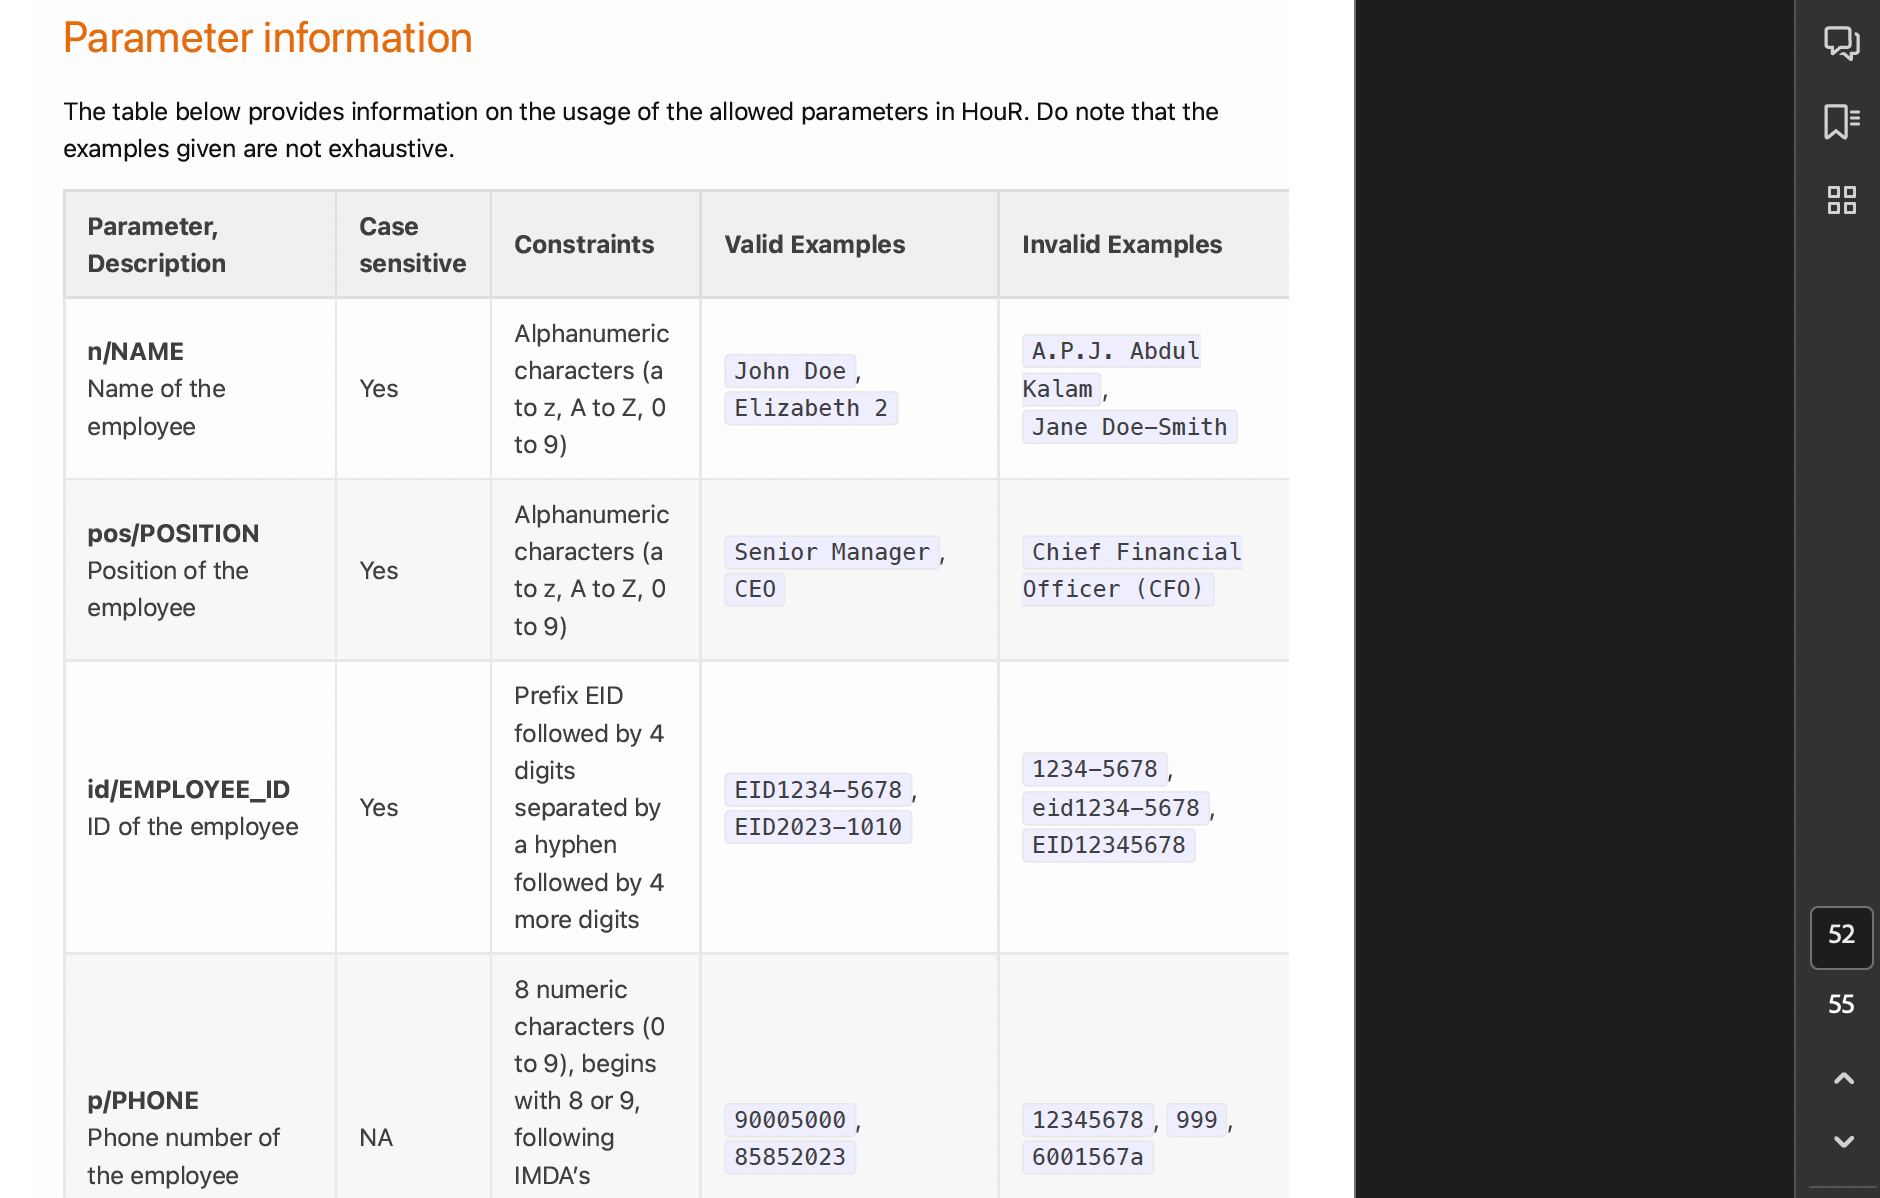 Parameter information
The table below provides information on the usage of the allowed parameters in HouR. Do note that the
examples given are not exhaustive.
Parameter,
Description
Case
sensitive
Constraints
Valid Examples
Invalid Examples
n/NAME
Name of the
employee
Yes
Alphanumeric
characters (a
to z, A to Z, 0
to 9)
John Doe,
Elizabeth 2
A.P.J. Abdul
Kalam,
Jane Doe-Smith
pos/POSITION
Position of the
employee
Yes
Alphanumeric
characters (a
to z, A to Z, 0
to 9)
Senior Manager,
CEO
Chief Financial
Officer (CFO)
id/EMPLOYEE_ID
ID of the employee
Yes
Prefix EID
followed by 4
digits
separated by
a hyphen
followed by 4
more digits
EID1234-5678,
EID2023-1010
1234-5678,
eid1234-5678,
EID12345678
p/PHONE
Phone number of
the employee
NA
8 numeric
characters (0
to 9), begins
with 8 or 9,
following
IMDA's
90005000,
85852023
12345678, 999,
6001567a
52
55